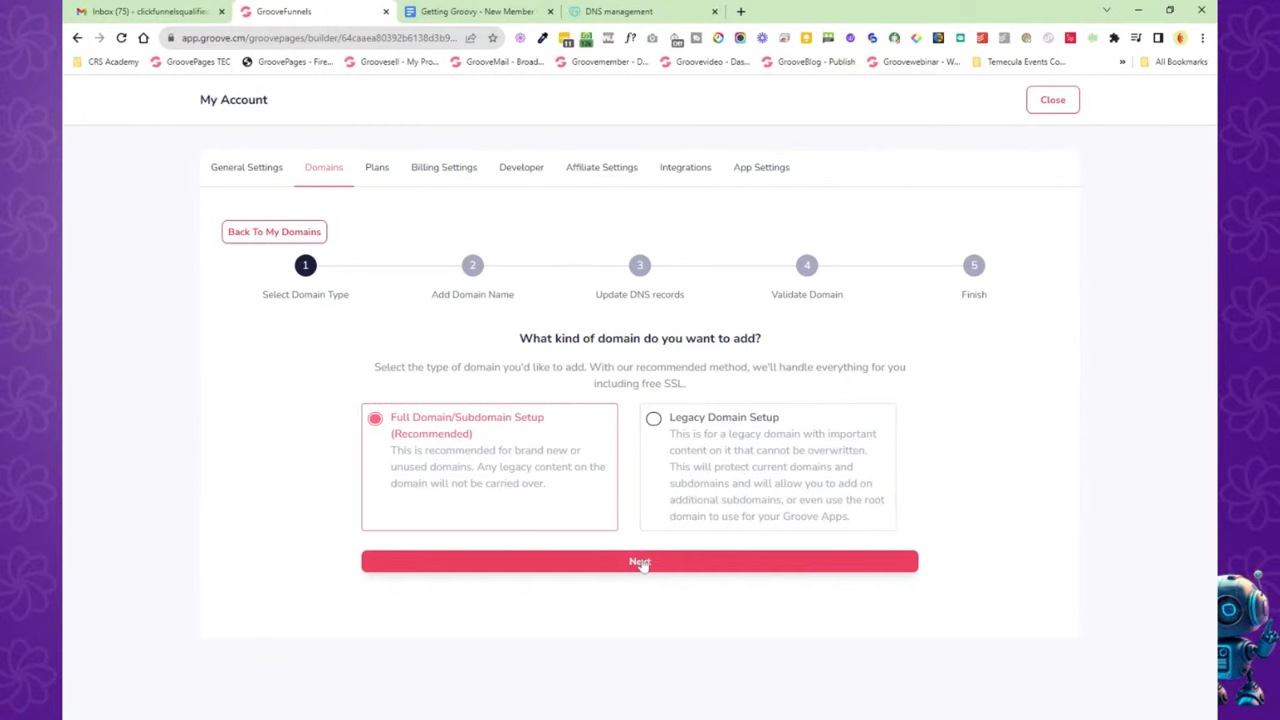 Inbox (75) - clickfunnelsqualified
GrooveFunnels
Getting Groovy - New Member
DNS management
app.groove.cm/groovepages/builder/64caaea80392b6138d3b9...
CRS Academy
GroovePages TEC
GroovePages - Fire...
Groovesell - My Pro...
GrooveMail - Broad...
Groovemember - D...
Groovevideo - Das...
GrooveBlog - Publish
Groovewebinar - W...
Temecula Events Co...
»
All Bookmarks
My Account
Close
General Settings
Domains
Plans
Billing Settings
Developer
Affiliate Settings
Integrations
App Settings
Back To My Domains
1
2
3
4
5
Select Domain Type
Add Domain Name
Update DNS records
Validate Domain
Finish
What kind of domain do you want to add?
Select the type of domain you'd like to add. With our recommended method, we'll handle everything for you
including free SSL.
Full Domain/Subdomain Setup
(Recommended)
This is recommended for brand new or
unused domains. Any legacy content on the
domain will not be carried over.
Legacy Domain Setup
This is for a legacy domain with important
content on it that cannot be overwritten.
This will protect current domains and
subdomains and will allow you to add on
additional subdomains, or even use the root
domain to use for your Groove Apps.
Next